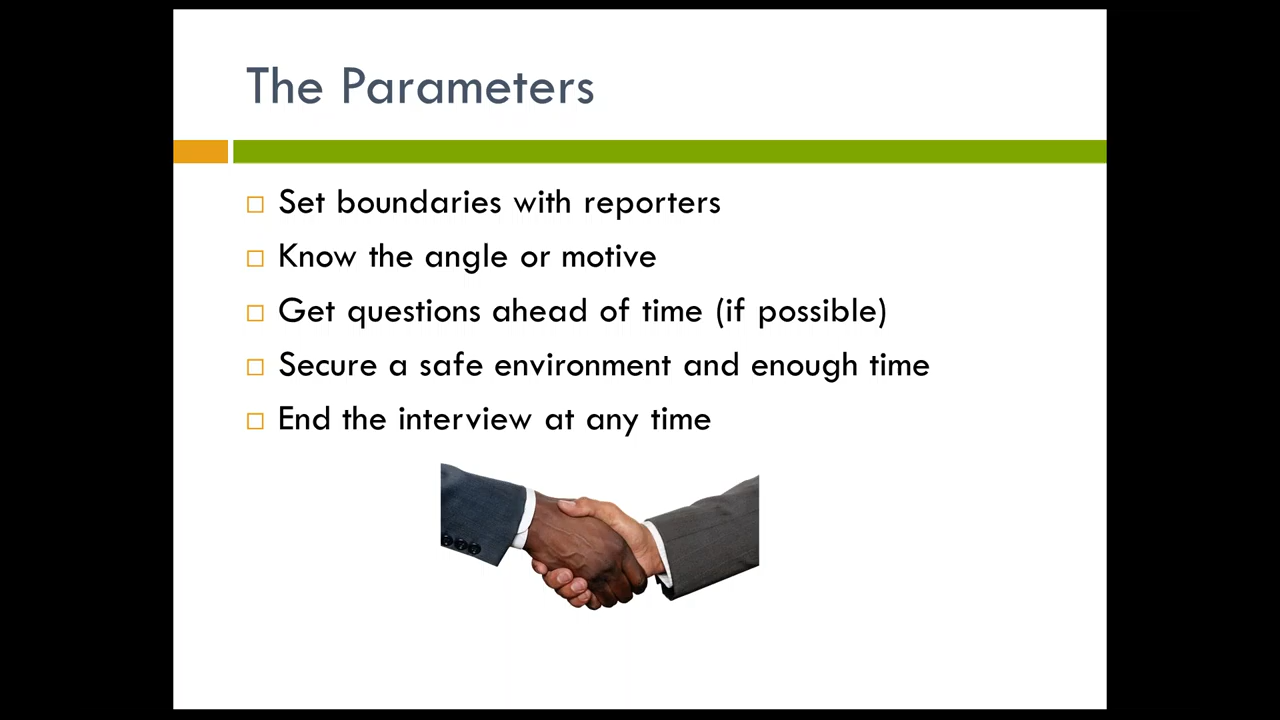 The Parameters
Set boundaries with reporters
Know the angle or motive
Get questions ahead of time (if possible)
Secure a safe environment and enough time
End the interview at any time